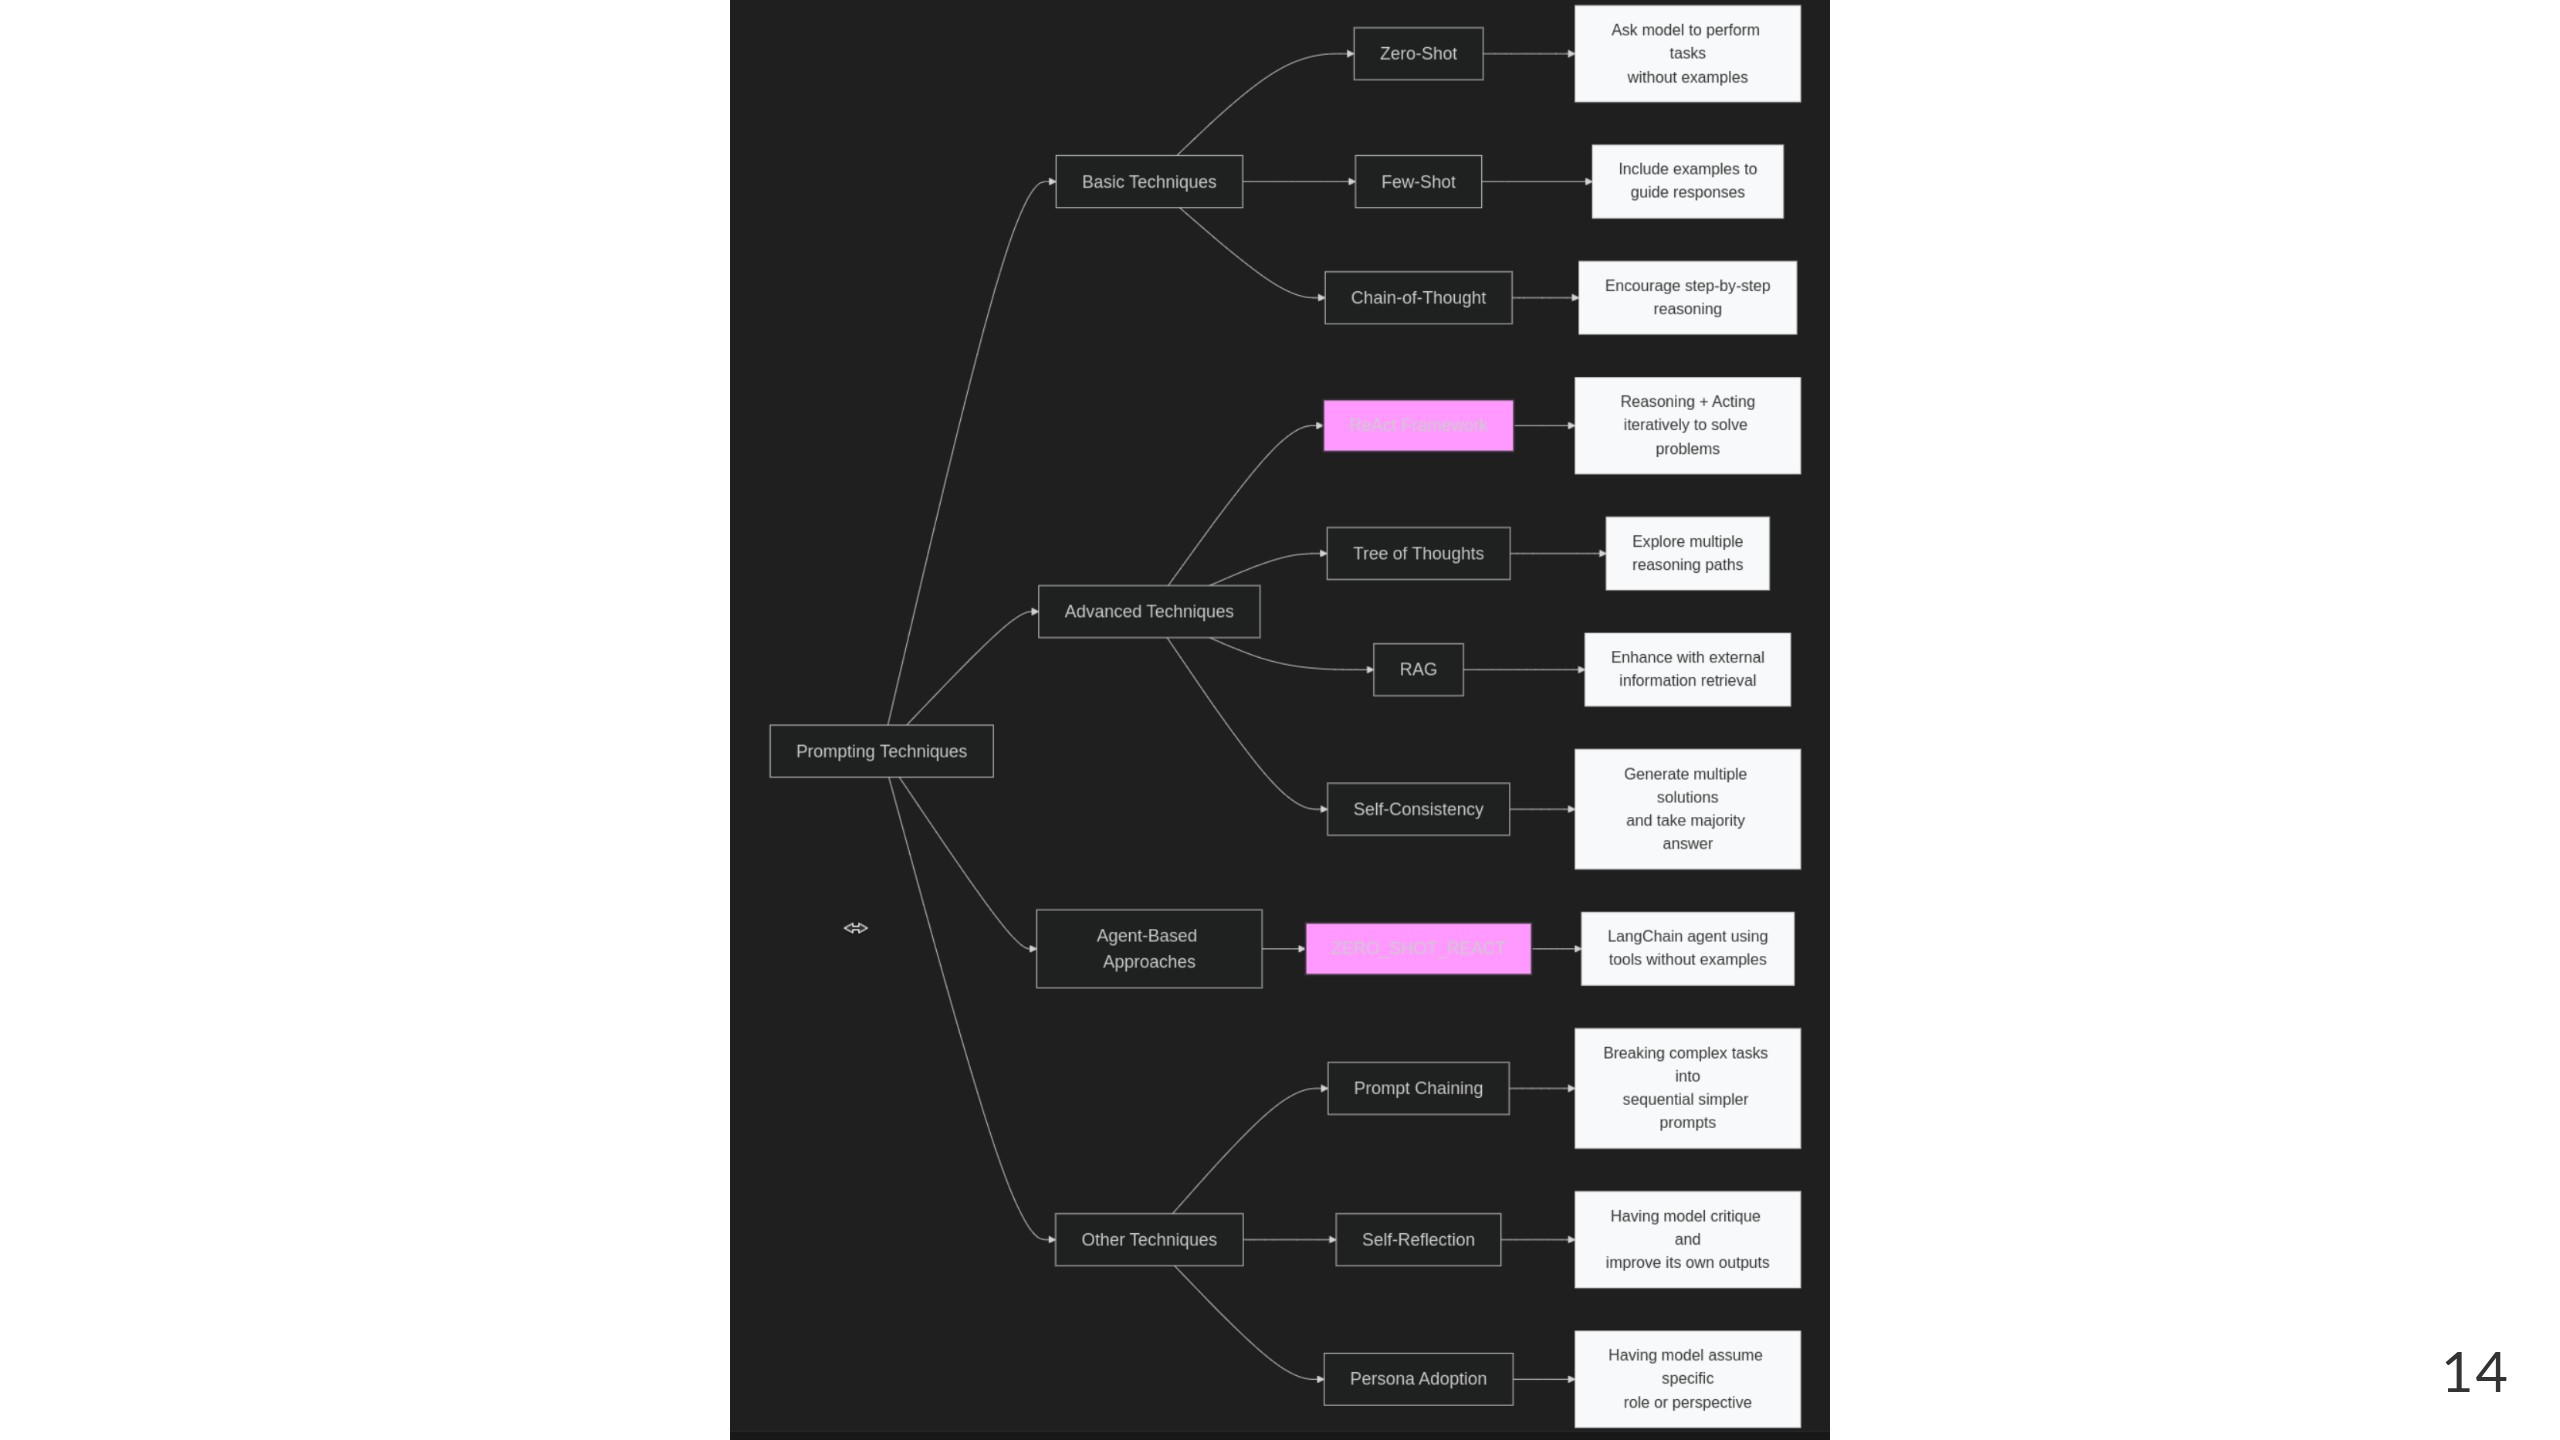 Zero-Shot
Ask model to perform
tasks
without examples
Basic Techniques
Few-Shot
Include examples to
guide responses
Chain-of-Thought
Encourage step-by-step
reasoning
ReAct Framework
Reasoning + Acting
iteratively to solve
problems
Tree of Thoughts
Explore multiple
reasoning paths
Advanced Techniques
RAG
Enhance with external
information retrieval
Prompting Techniques
Self-Consistency
Generate multiple
solutions
and take majority
answer
Agent-Based
Approaches
ZERO_SHOT_REACT
LangChain agent using
tools without examples
Prompt Chaining
Breaking complex tasks
into
sequential simpler
prompts
Other Techniques
Self-Reflection
Having model critique
and
improve its own outputs
Persona Adoption
Having model assume
specific
role or perspective
14